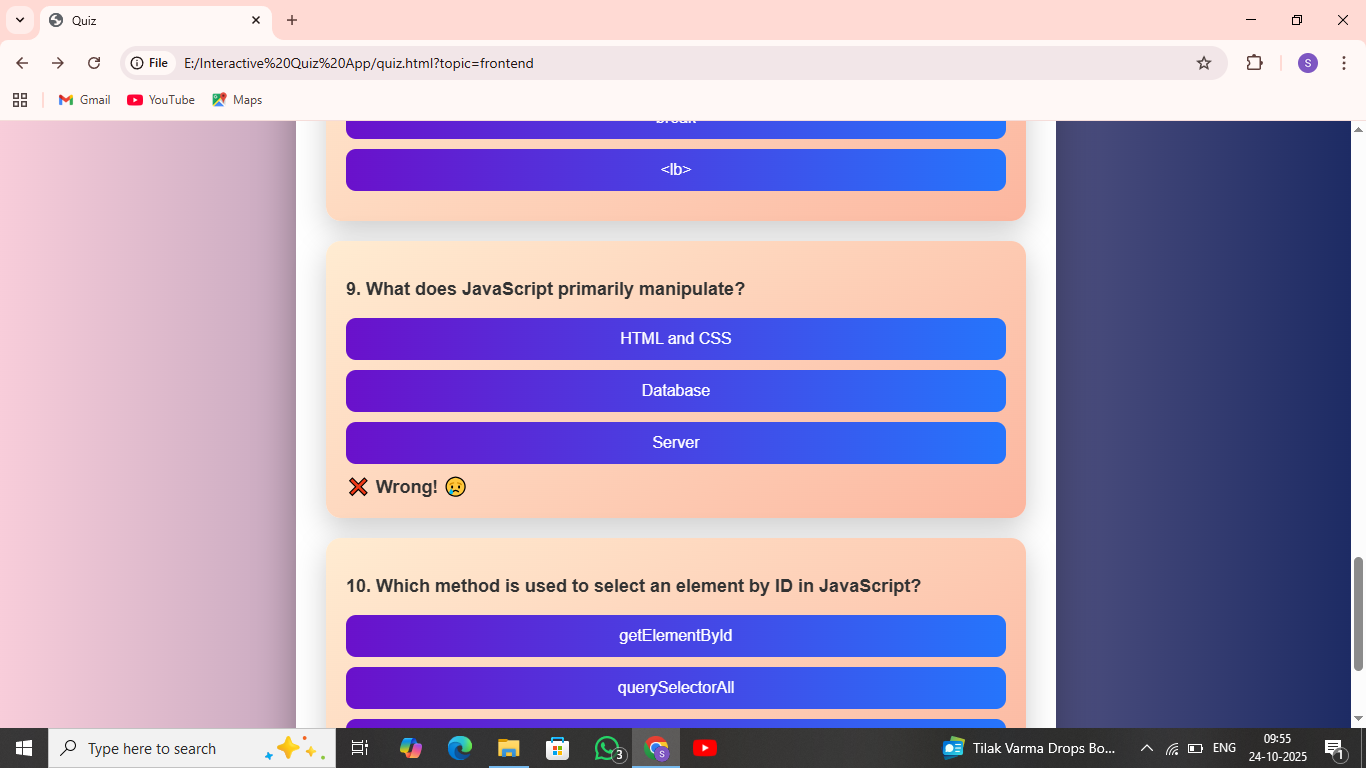 Quiz
File
E:/Interactive%20Quiz%20App/quiz.html?topic=frontend
S
Gmail
YouTube
Maps
break
<lb>
9. What does JavaScript primarily manipulate?
HTML and CSS
Database
Server
❌ Wrong! 😥
10. Which method is used to select an element by ID in JavaScript?
getElementById
querySelectorAll
Type here to search
3
S
Tilak Varma Drops Bo...
ENG
09:55
24-10-2025
1